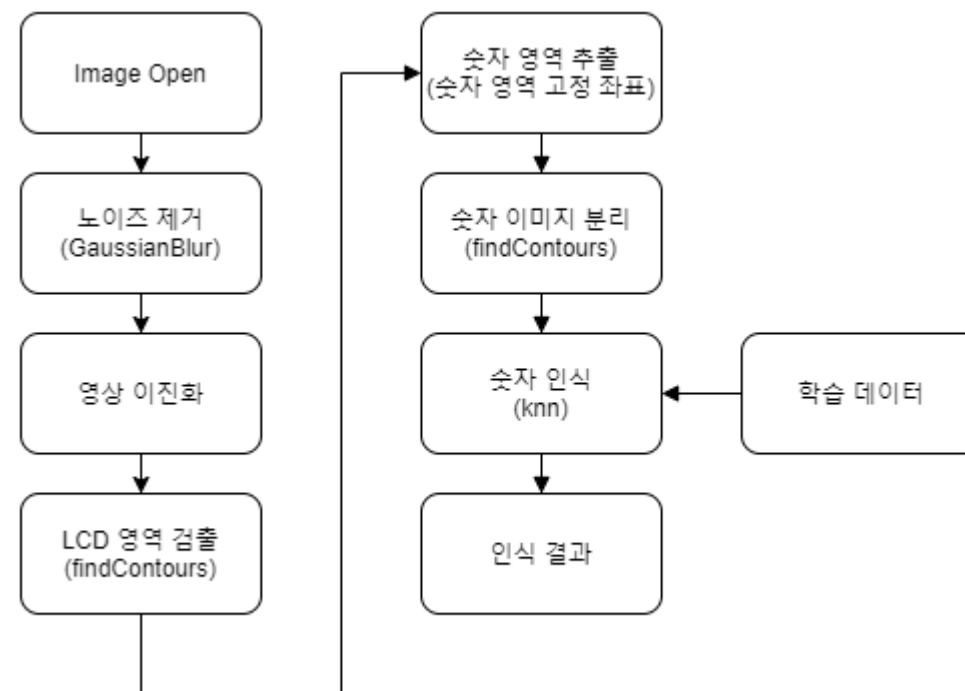 Image Open
노이즈 제거
(GaussianBlur)
영상 이진화
LCD 영역 검출
(findContours)
숫자 영역 추출
(숫자 영역 고정 좌표)
숫자 이미지 분리
(findContours)
숫자 인식
(knn)
학습 데이터
인식 결과